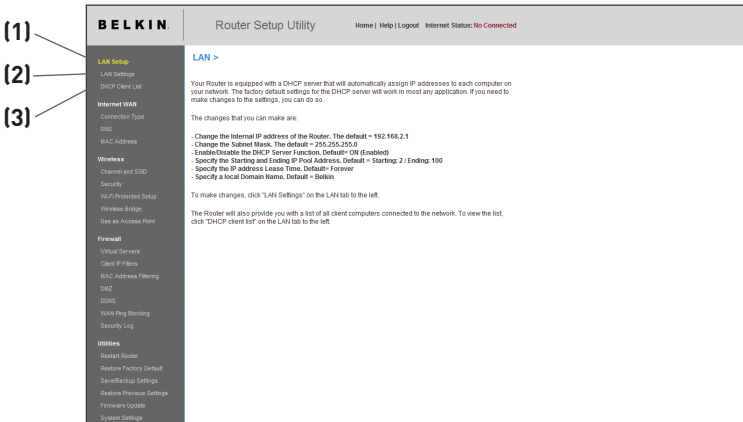 (1)
(2)
(3)
BELKIN.
Router Setup Utility
Home | Help | Logout Internet Status: No Connected
LAN Setup
LAN Settings
DHCP Client List
Internet WAN
Connection Type
DNS
MAC Address
Wireless
Channel and SSID
Security
Wi-Fi Protected Setup
Wireless Bridge
Use as Access Point
Firewall
Virtual Servers
Client IP Filters
MAC Address Filtering
DMZ
DDNS
WAN Ping Blocking
Security Log
Utilities
Restart Router
Restore Factory Default
Save/Backup Settings
Restore Previous Settings
Firmware Update
System Settings
LAN >
Your Router is equipped with a DHCP server that will automatically assign IP addresses to each computer on
your network. The factory default settings for the DHCP server will work in most any application. If you need to
make changes to the settings, you can do so.
The changes that you can make are:
- Change the Internal IP address of the Router. The default = 192.168.2.1
- Change the Subnet Mask. The default = 255.255.255.0
- Enable/Disable the DHCP Server Function. Default= ON (Enabled)
- Specify the Starting and Ending IP Pool Address. Default = Starting: 2 / Ending: 100
- Specify the IP address Lease Time. Default= Forever
- Specify a local Domain Name. Default = Belkin
To make changes, click "LAN Settings" on the LAN tab to the left.
The Router will also provide you with a list of all client computers connected to the network. To view the list,
click "DHCP client list" on the LAN tab to the left.